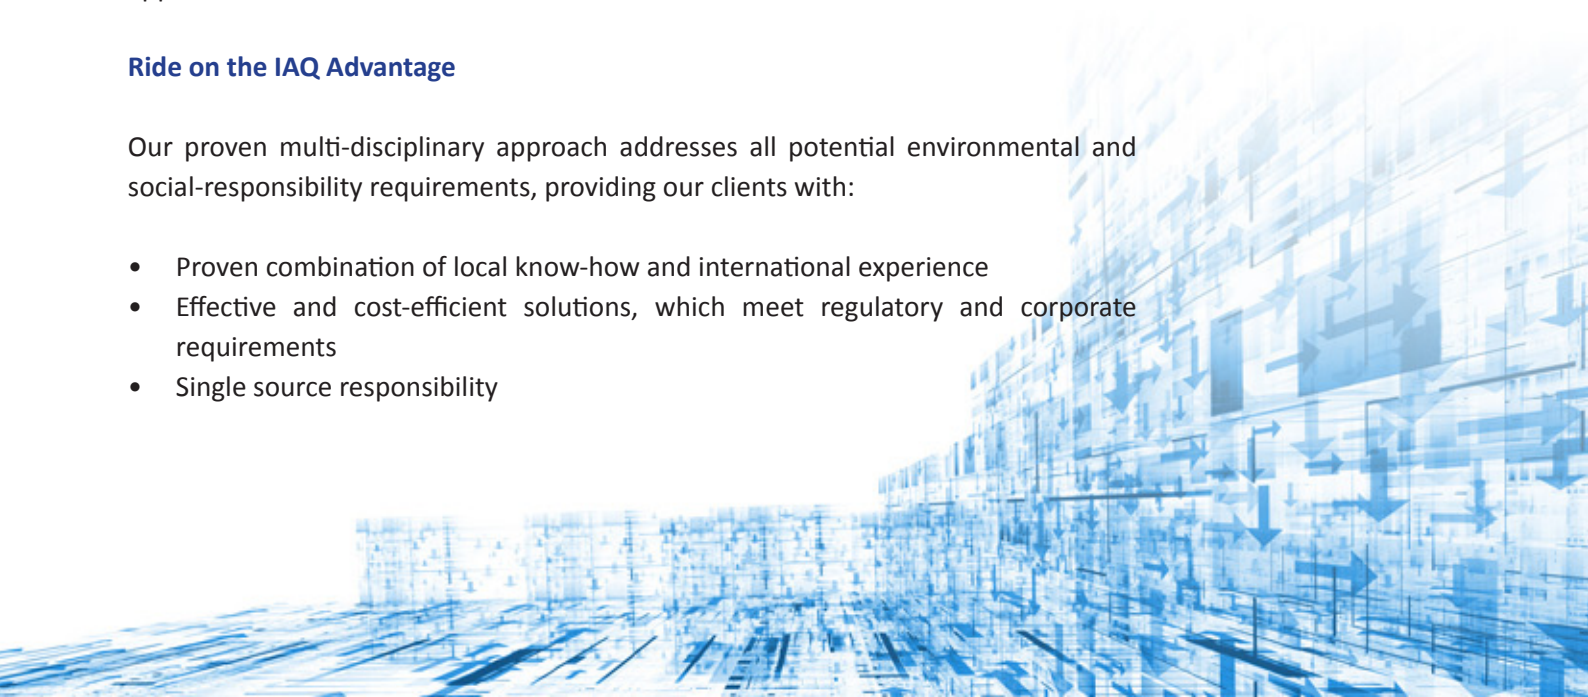 Ride on the IAQ Advantage
Our proven multi-disciplinary approach addresses all potential environmental and
social-responsibility requirements, providing our clients with:
• Proven combination of local know-how and international experience
• Effective and cost-efficient solutions, which meet regulatory and corporate
requirements
• Single source responsibility